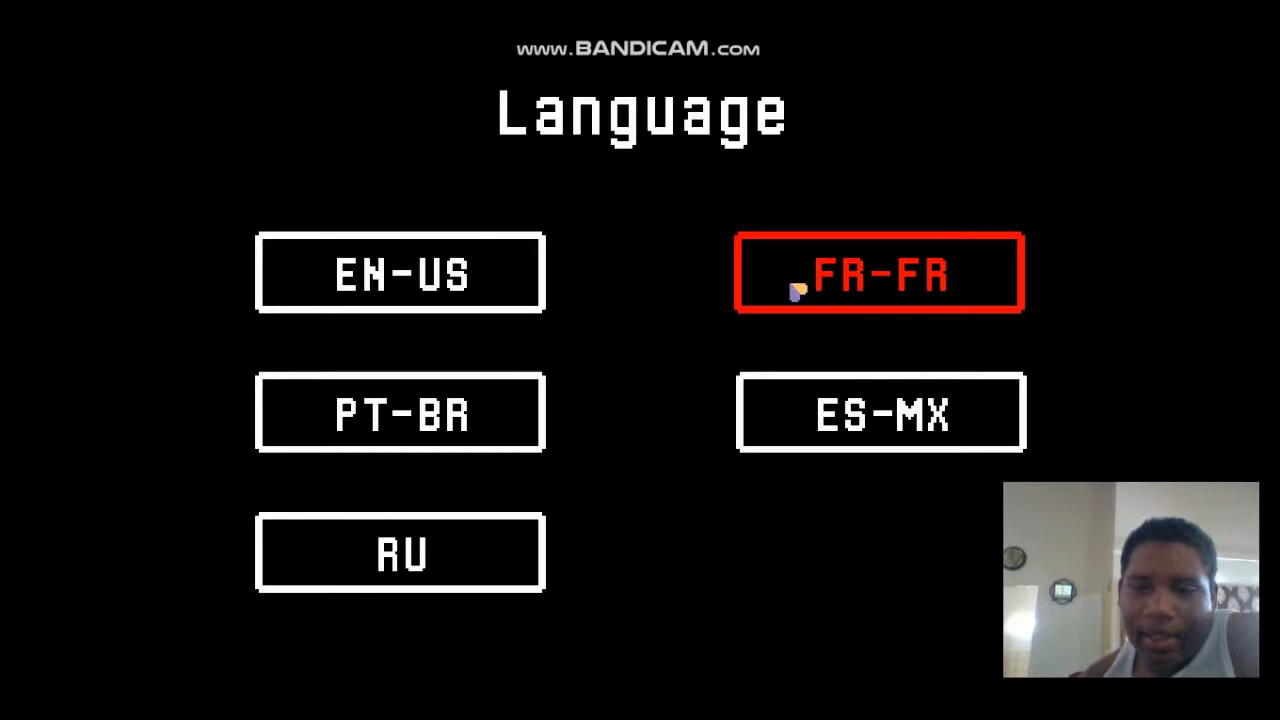 www.BANDICAM.com
Language
EN-US
FR-FR
PT-BR
ES-MX
RU